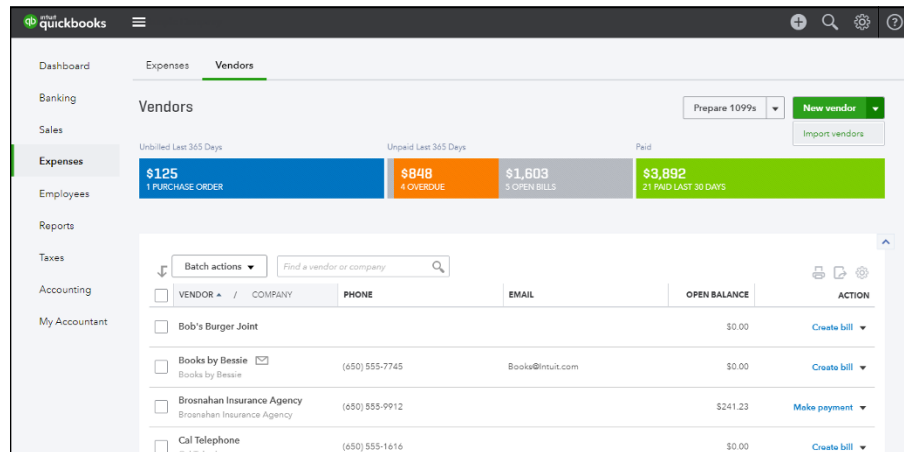 qb intuit quickbooks
Dashboard
Banking
Sales
Expenses
Employees
Reports
Taxes
Accounting
My Accountant
Expenses Vendors
Vendors
Prepare 1099s New vendor
Import vendors
Unbilled Last 365 Days Unpaid Last 365 Days Paid
$125 $848 $1,603 $3,892
1 PURCHASE ORDER 4 OVERDUE 5 OPEN BILLS 21 PAID LAST 30 DAYS
Batch actions Find a vendor or company
VENDOR / COMPANY PHONE EMAIL OPEN BALANCE ACTION
Bob's Burger Joint $0.00 Create bill
Books by Bessie (650) 555-7745 Books@Intuit.com $0.00 Create bill
Books by Bessie
Brosnahan Insurance Agency (650) 555-9912 $241.23 Make payment
Brosnahan Insurance Agency
Cal Telephone (650) 555-1616 $0.00 Create bill